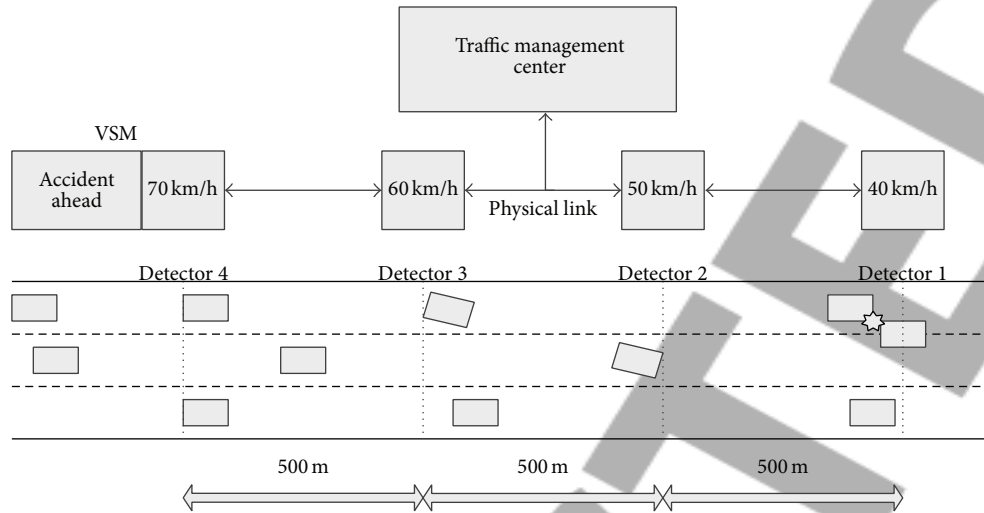 Traffic management
center
VSM
Accident
ahead
70 km/h
60 km/h
50 km/h
40 km/h
Physical link
Detector 4
Detector 3
Detector 2
Detector 1
500 m
500 m
500 m